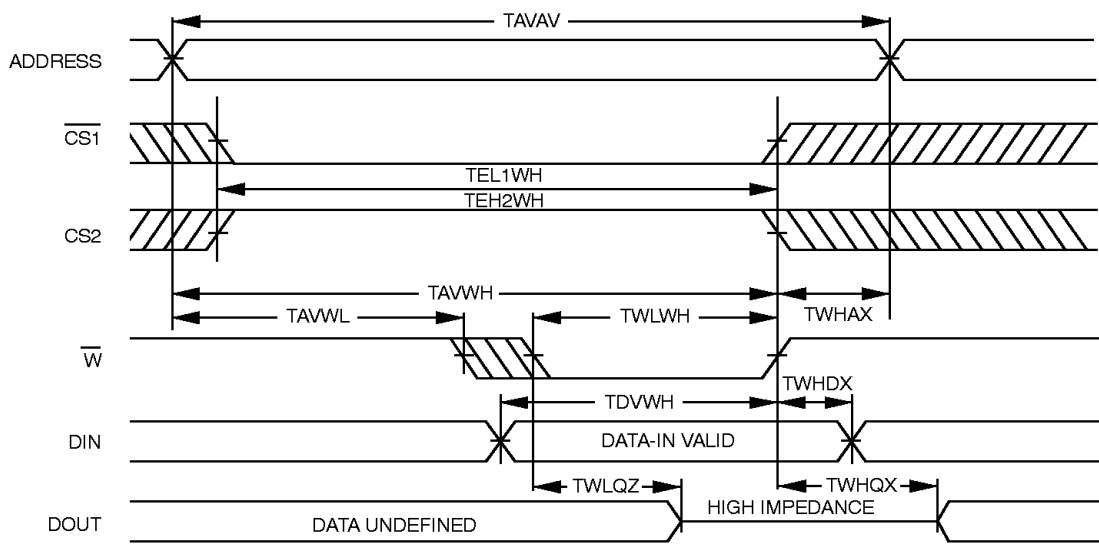 TAVAV
ADDRESS
CS1
TEL1WH
TEH2WH
CS2
TAVWH
TAVWL
TWLWH
TWHAX
W
TWHDX
TDVWH
DIN
DATA-IN VALID
TWLQZ
TWHQX
HIGH IMPEDANCE
DOUT
DATA UNDEFINED